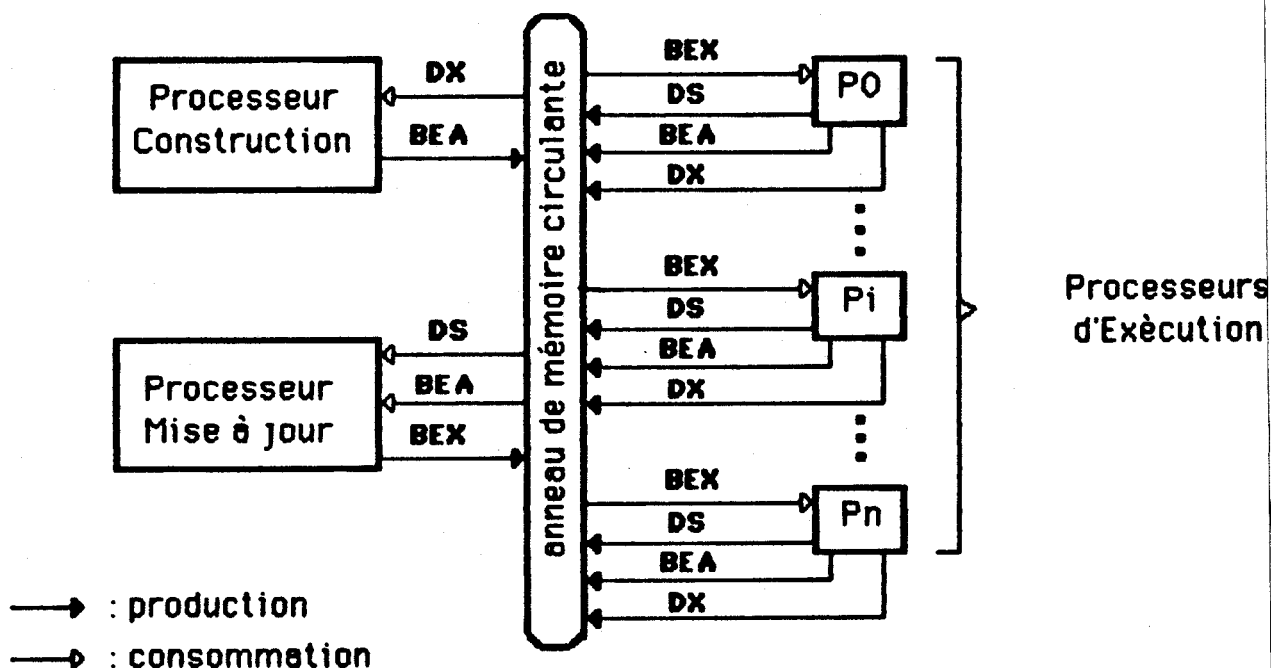 Processeur
Construction
DX
BEA
Processeur
Mise à jour
DS
BEA
BEX
anneau de mémoire circulante
BEX
DS
BEA
DX
P0
BEX
DS
BEA
DX
Pi
BEX
DS
BEA
DX
Pn
Processeurs
d'Exècution
: production
: consommation